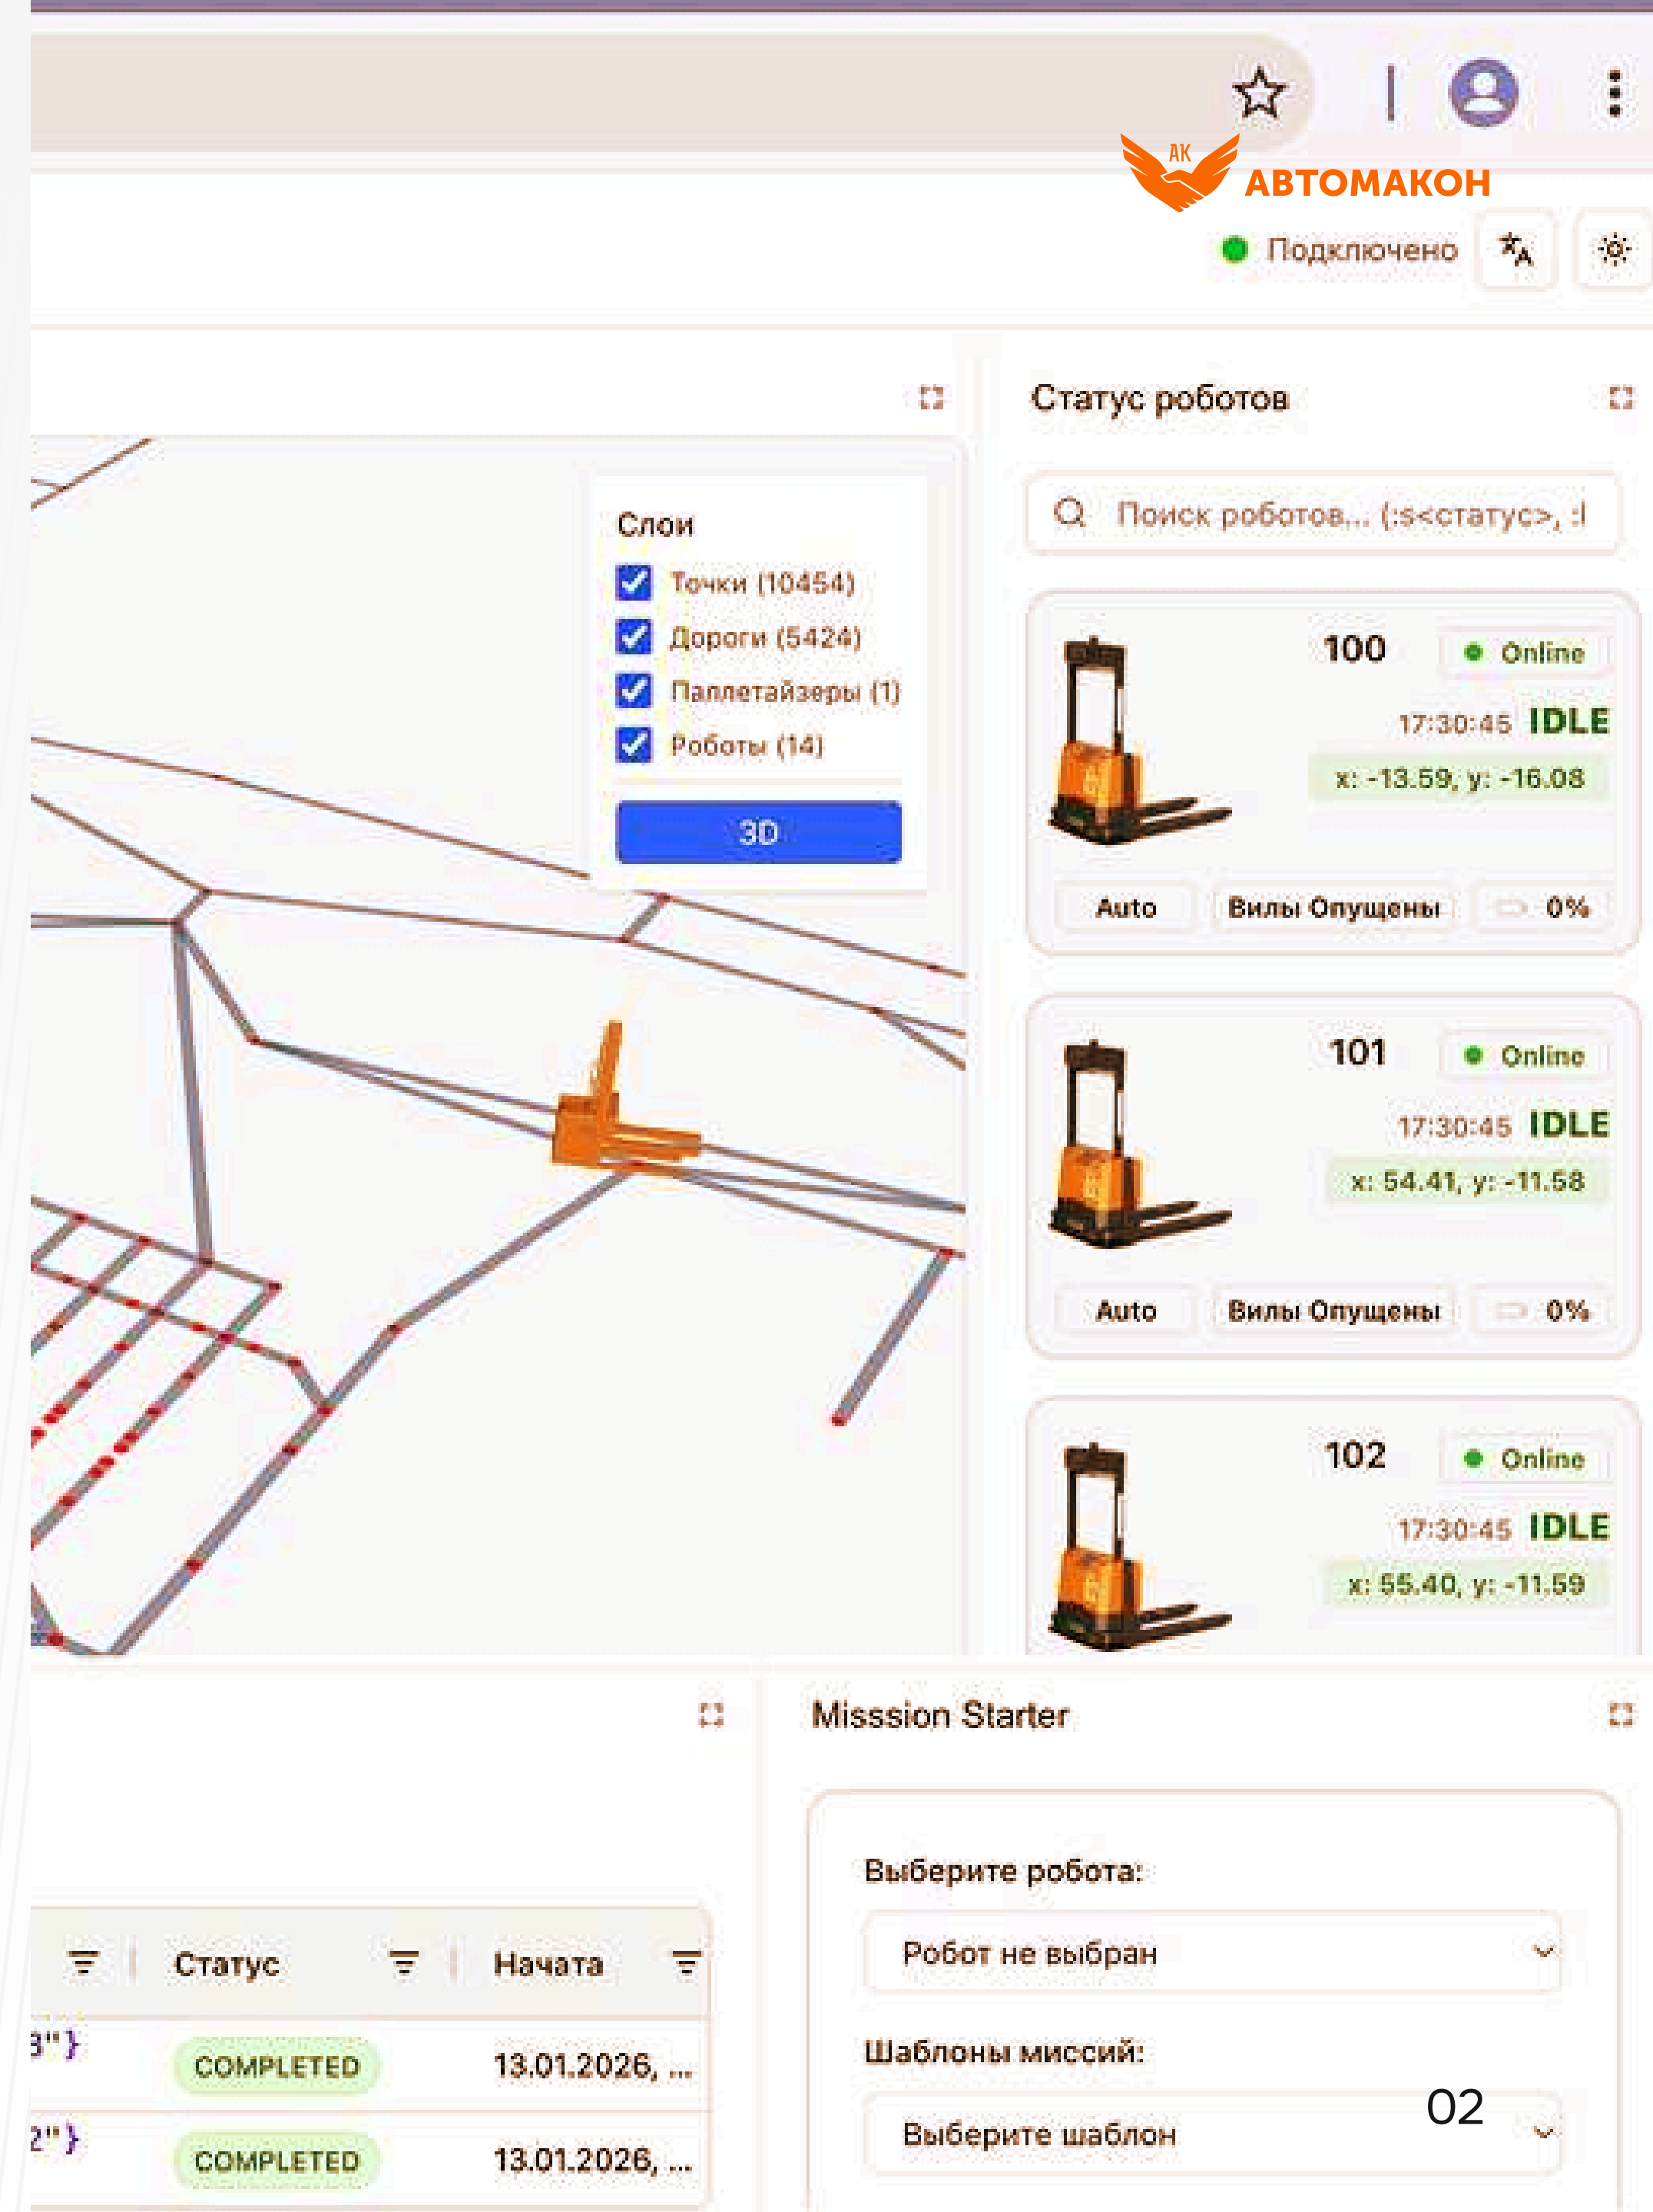 АК
АВТОМАКОН
Подключено
Статус роботов
Поиск роботов... (:s<статус>, :l
Слои
Точки (10454)
Дороги (5424)
Паллетайзеры (1)
Роботы (14)
3D
100
Online
17:30:45 IDLE
x: -13.59, y: -16.08
Auto
Вилы Опущены
0%
101
Online
17:30:45 IDLE
x: 54.41, y: -11.58
Auto
Вилы Опущены
0%
102
Online
17:30:45 IDLE
x: 55.40, y: -11.59
Misssion Starter
Выберите робота:
Робот не выбран
Шаблоны миссий:
Выберите шаблон
02
Статус
Начата
3"}
COMPLETED
13.01.2026, ...
2"}
COMPLETED
13.01.2026, ...